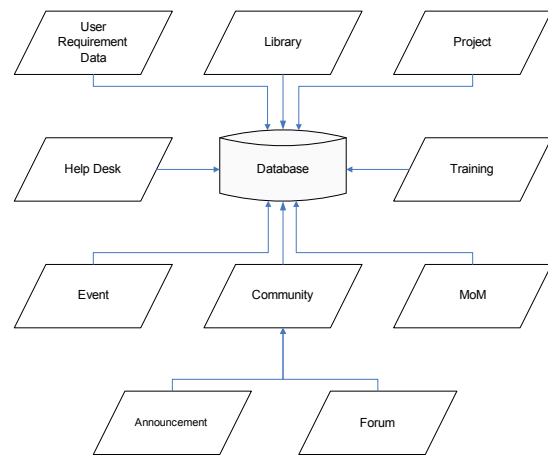 User
Requirement
Data
Library
Project
Help Desk
Database
Training
Event
Community
MoM
Announcement
Forum